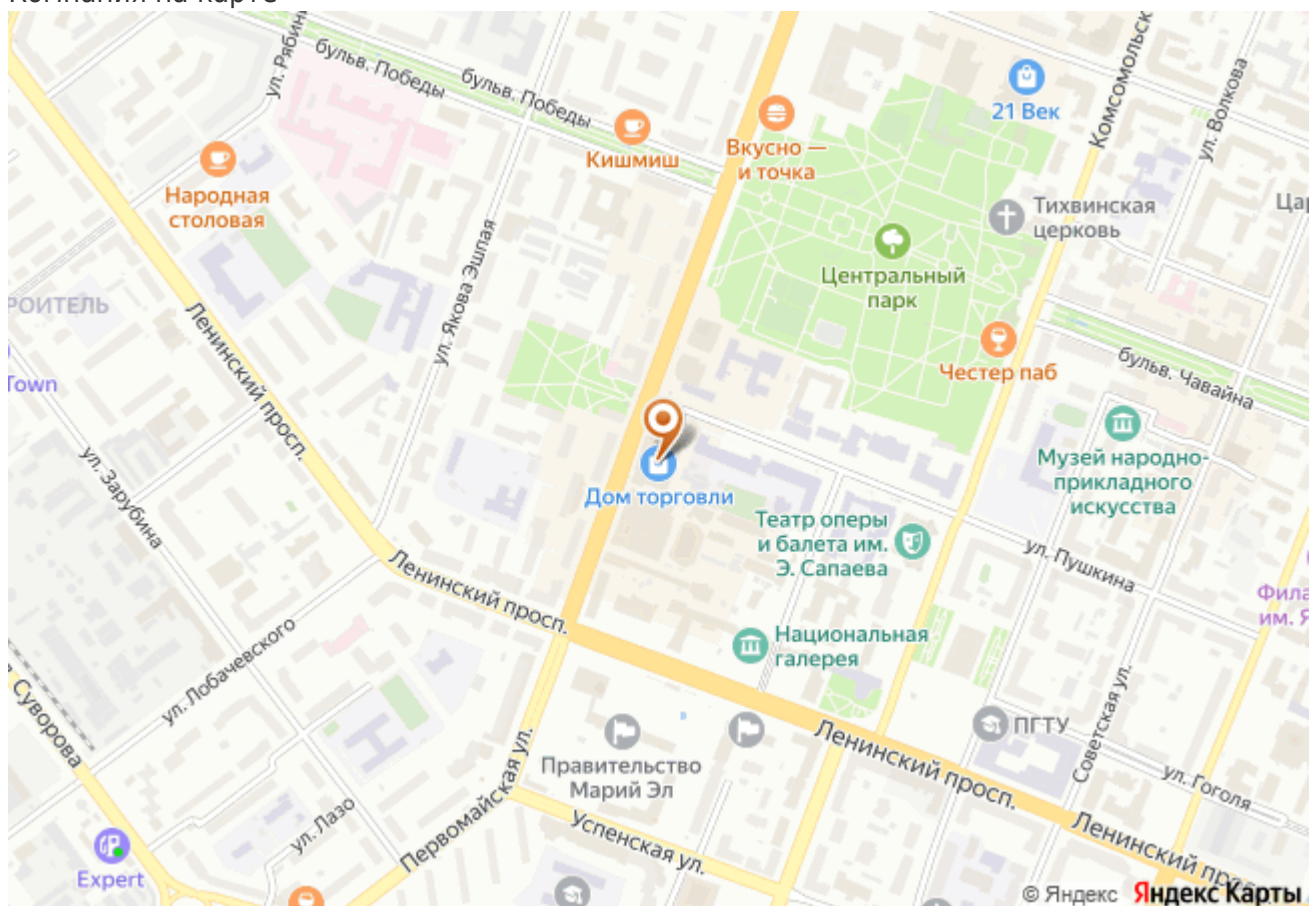 Компания на карте
ул. Рябин
бульв. Победы
бульв. Победы
Кишмиш
Вкусно —
и точка
21 Век
Комсомольск
ул. Волкова
Народная
столовая
Тихвинская
церковь
Цар
Центральный
парк
ул. Якова Эшпая
РОИТЕЛЬ
Town
Ленинский просп.
Честер паб
бульв. Чавайна
ул. Зарубина
Дом торговли
Музей народно-
прикладного
искусства
Театр оперы
и балета им.
Э. Сапаева
ул. Пушкина
Ленинский просп.
Фила
им. Я
Национальная
галерея
ул. Лобачевского
Суворова
Советская ул.
ПГТУ
Ленинский просп.
Правительство
Марий Эл
ул. Гоголя
Первомайская ул.
ул. Лазо
Успенская ул.
Ленинский просп.
Expert
© Яндекс Яндекс Карты